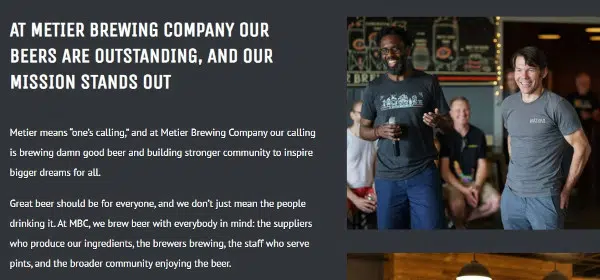 AT METIER BREWING COMPANY OUR
BEERS ARE OUTSTANDING, AND OUR
MISSION STANDS OUT
Metier means "one's calling," and at Metier Brewing Company our calling
is brewing damn good beer and building stronger community to inspire
bigger dreams for all.
Great beer should be for everyone, and we don't just mean the people
drinking it. At MBC, we brew beer with everybody in mind: the suppliers
who produce our ingredients, the brewers brewing, the staff who serve
pints, and the broader community enjoying the beer.